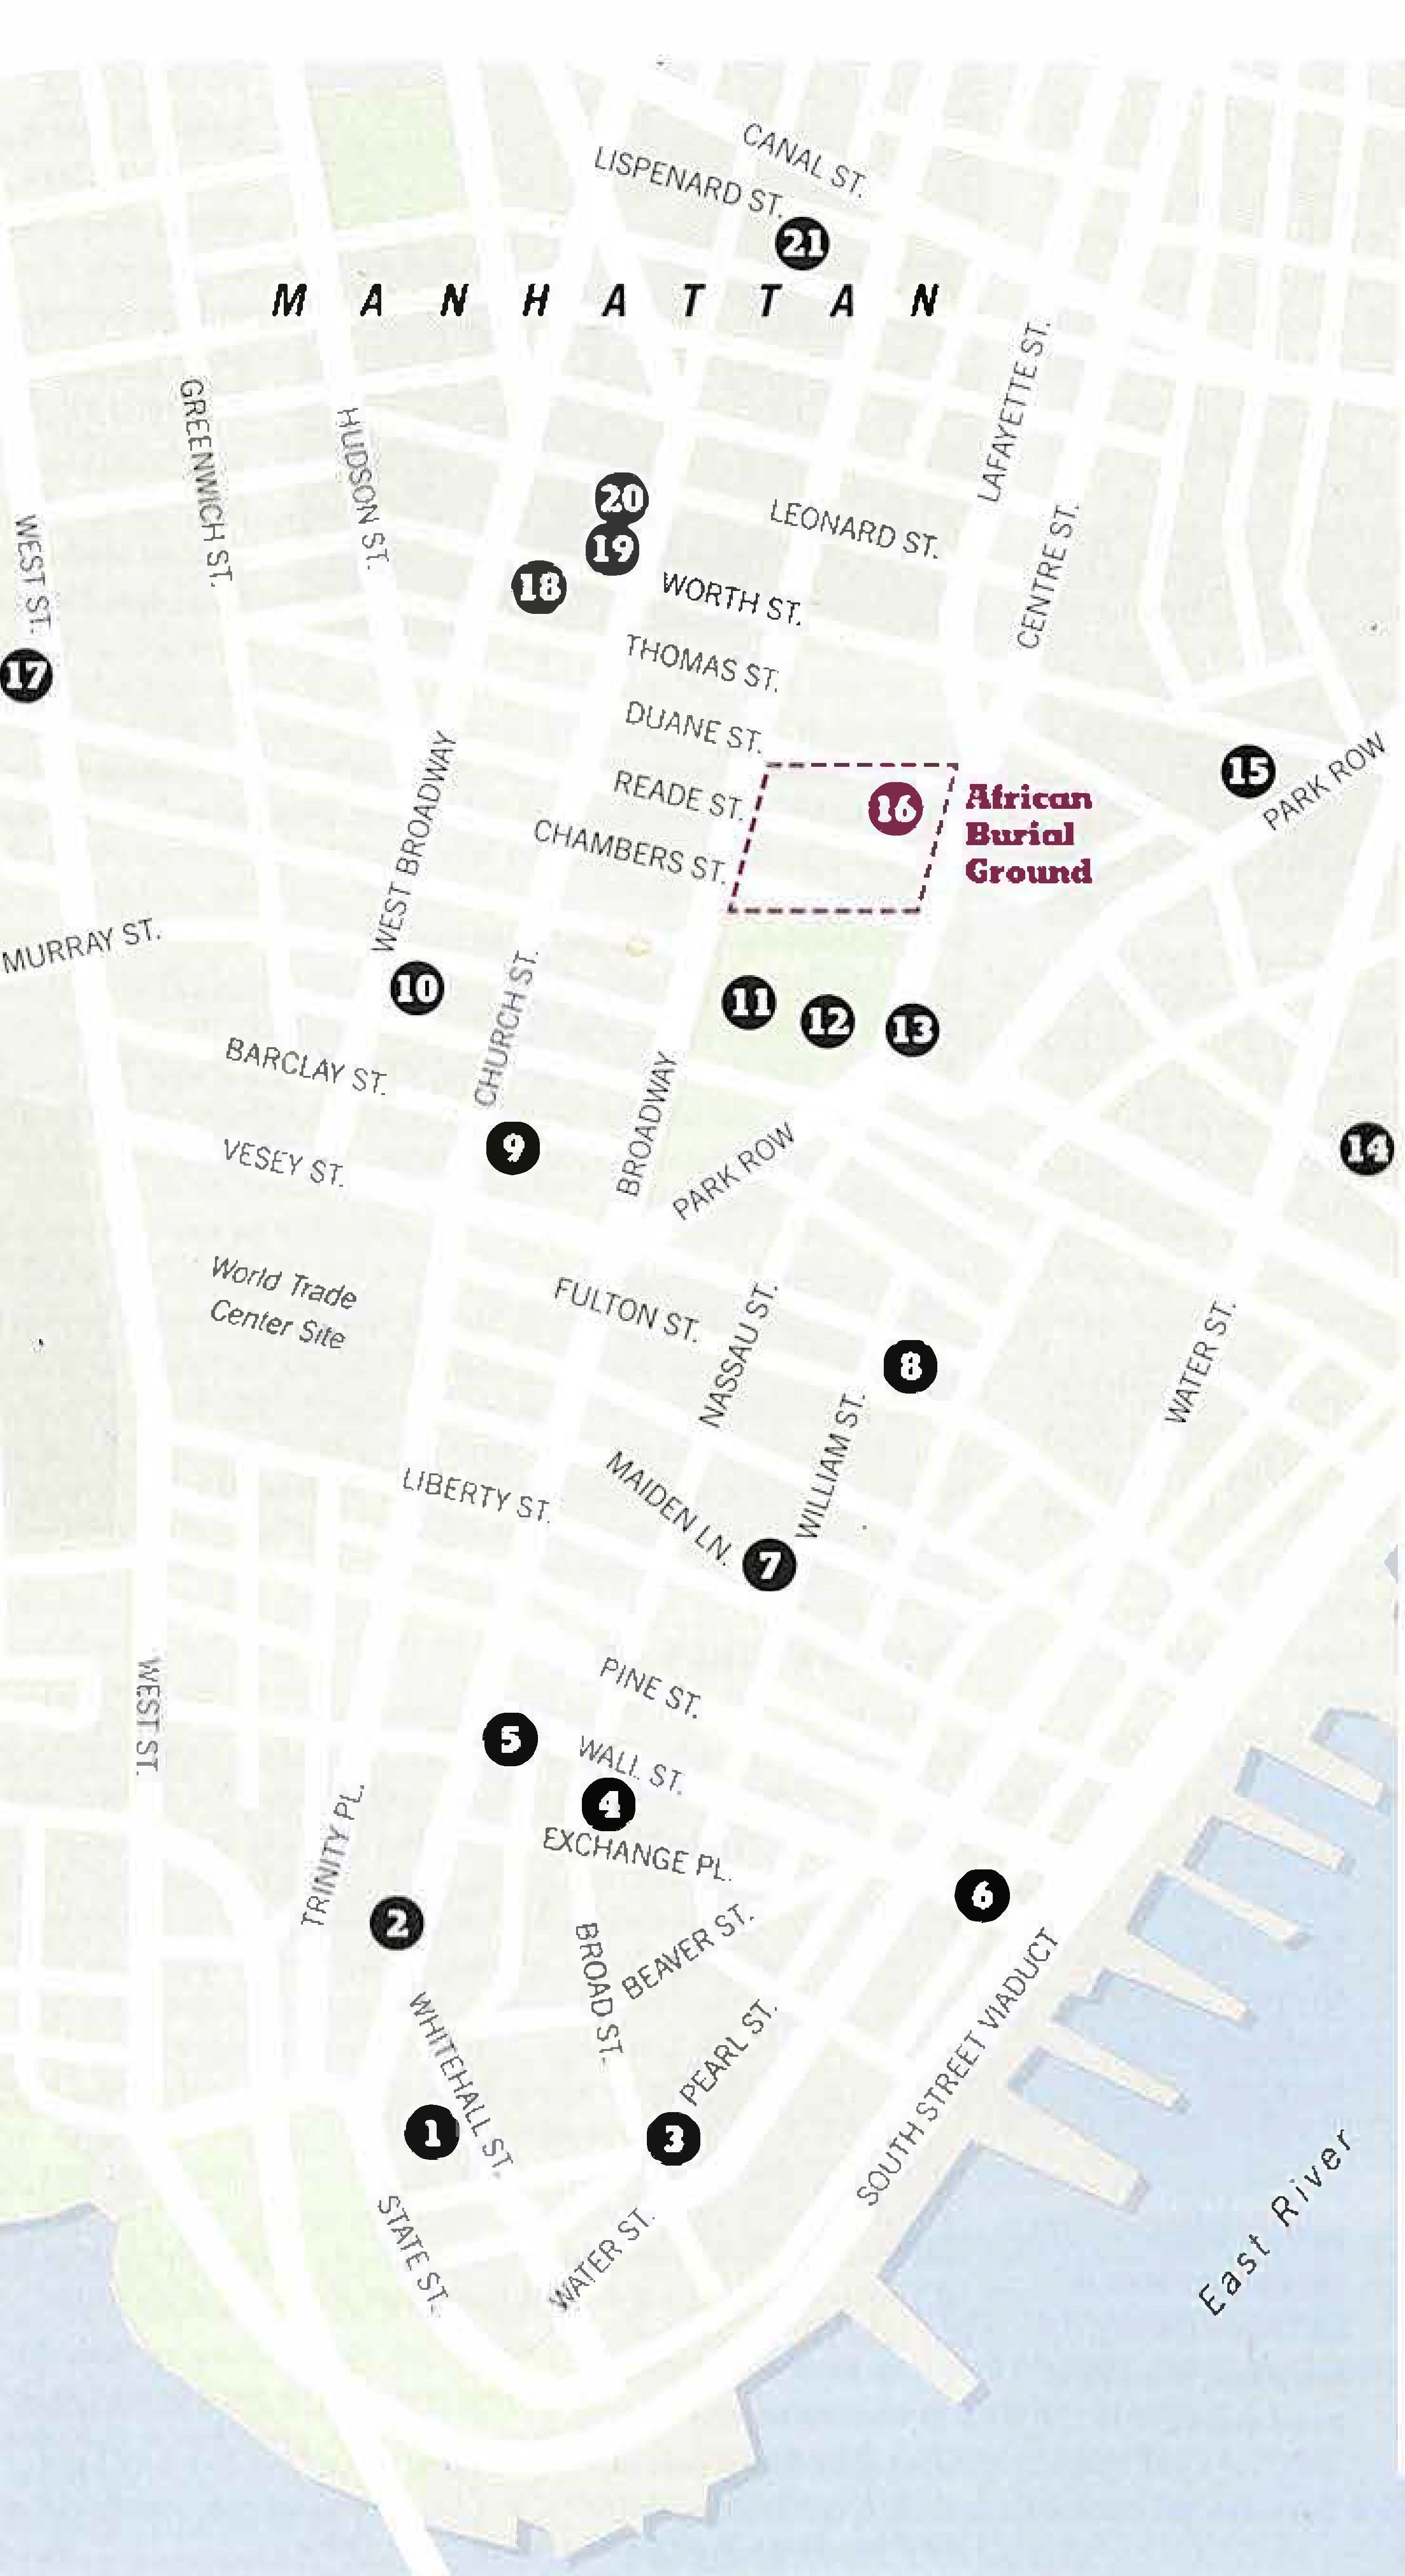 CANAL ST.
LISPENARD ST.
21
MANHATTAN
LAFAYETTE ST.
GREENWICH ST.
HUDSON ST.
20
LEONARD ST.
WEST ST.
19
CENTRE ST.
18
WORTH ST.
17
THOMAS ST.
DUANE ST.
WEST BROADWAY
READE ST.
16
African
Burial
Ground
15
PARK ROW
CHAMBERS ST.
MURRAY ST.
10
CHURCH ST.
11
12
13
BARCLAY ST.
BROADWAY
9
PARK ROW
14
VESEY ST.
World Trade
Center Site
FULTON ST.
NASSAU ST.
8
WATER ST.
WILLIAM ST.
LIBERTY ST.
MAIDEN LN.
7
WEST ST.
PINE ST.
5
WALL ST.
4
EXCHANGE PL.
TRINITY PL.
6
2
BROAD ST.
BEAVER ST.
WHITEHALL ST.
PEARL ST.
SOUTH STREET VIADUCT
1
3
STATE ST.
WATER ST.
East River